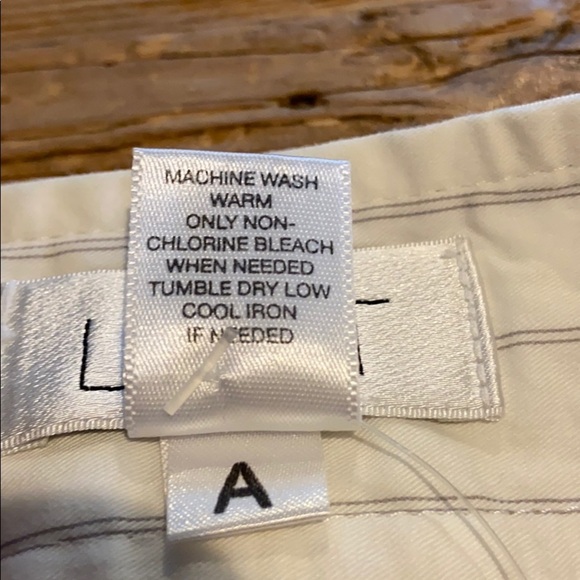 MACHINE WASH
WARM
ONLY NON-
CHLORINE BLEACH
WHEN NEEDED
TUMBLE DRY LOW
COOL IRON
IF NEEDED
A